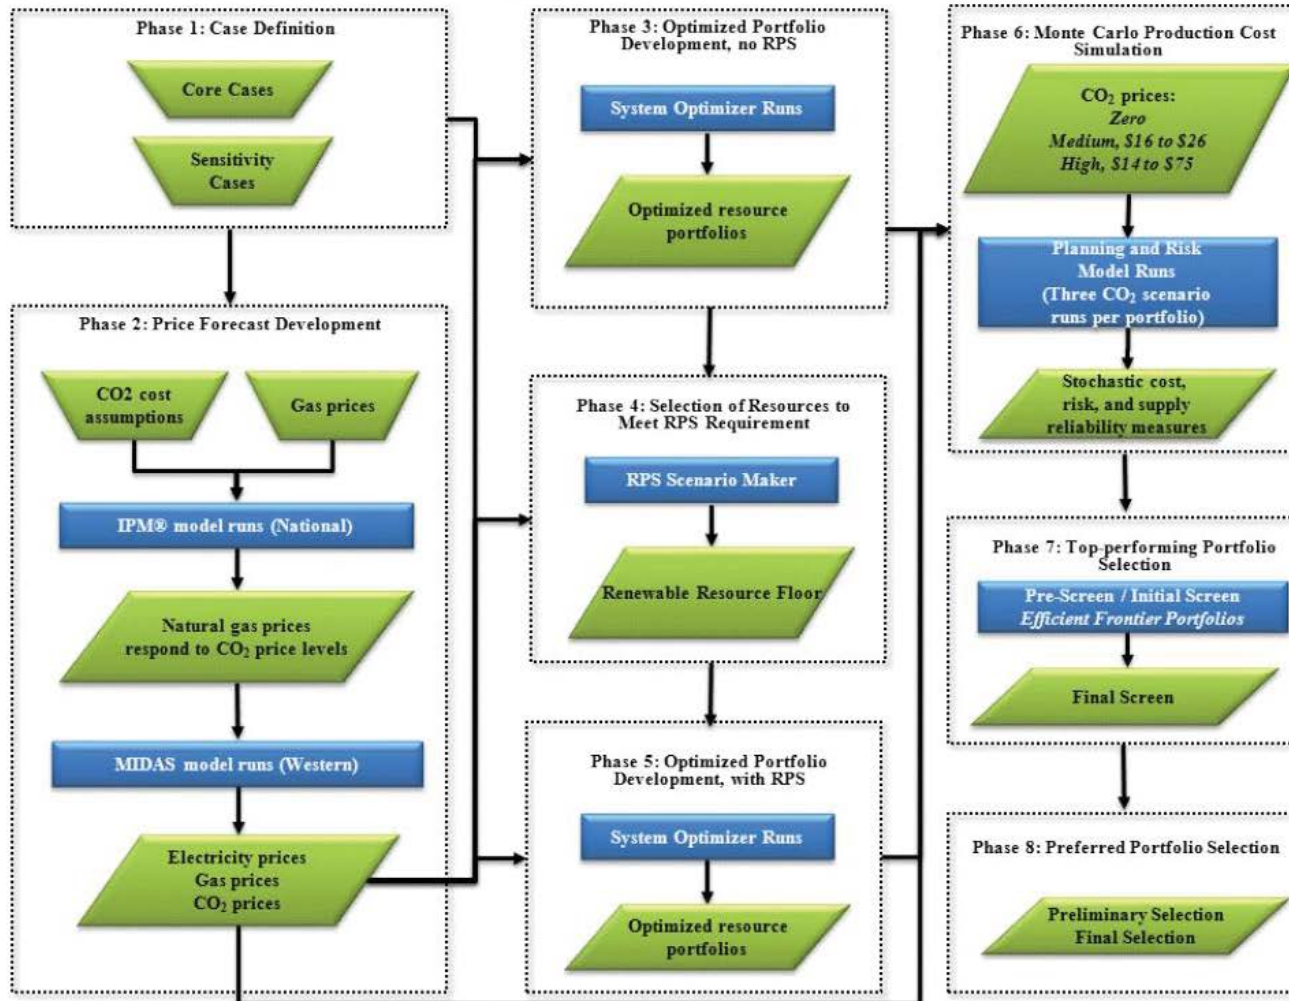 Phase 1: Case Definition
Core Cases
Sensitivity
Cases
Phase 2: Price Forecast Development
CO2 cost
assumptions
Gas prices
IPM® model runs (National)
Natural gas prices
respond to CO₂ price levels
MIDAS model runs (Western)
Electricity prices
Gas prices
CO₂ prices
Phase 3: Optimized Portfolio
Development, no RPS
System Optimizer Runs
Optimized resource
portfolios
Phase 4: Selection of Resources to
Meet RPS Requirement
RPS Scenario Maker
Renewable Resource Floor
Phase 5: Optimized Portfolio
Development, with RPS
System Optimizer Runs
Optimized resource
portfolios
Phase 6: Monte Carlo Production Cost
Simulation
CO₂ prices:
Zero
Medium, $16 to $26
High, $14 to $75
Planning and Risk
Model Runs
(Three CO₂ scenario
runs per portfolio)
Stochastic cost,
risk, and supply
reliability measures
Phase 7: Top-performing Portfolio
Selection
Pre-Screen / Initial Screen
Efficient Frontier Portfolios
Final Screen
Phase 8: Preferred Portfolio Selection
Preliminary Selection
Final Selection